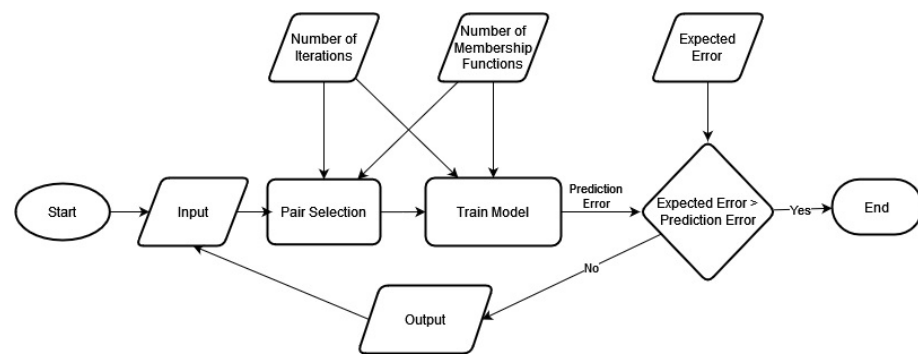 Number of
Iterations
Number of
Membership
Functions
Expected
Error
Start
Input
Pair Selection
Train Model
Prediction
Error
Expected Error >
Prediction Error
Yes
End
No
Output